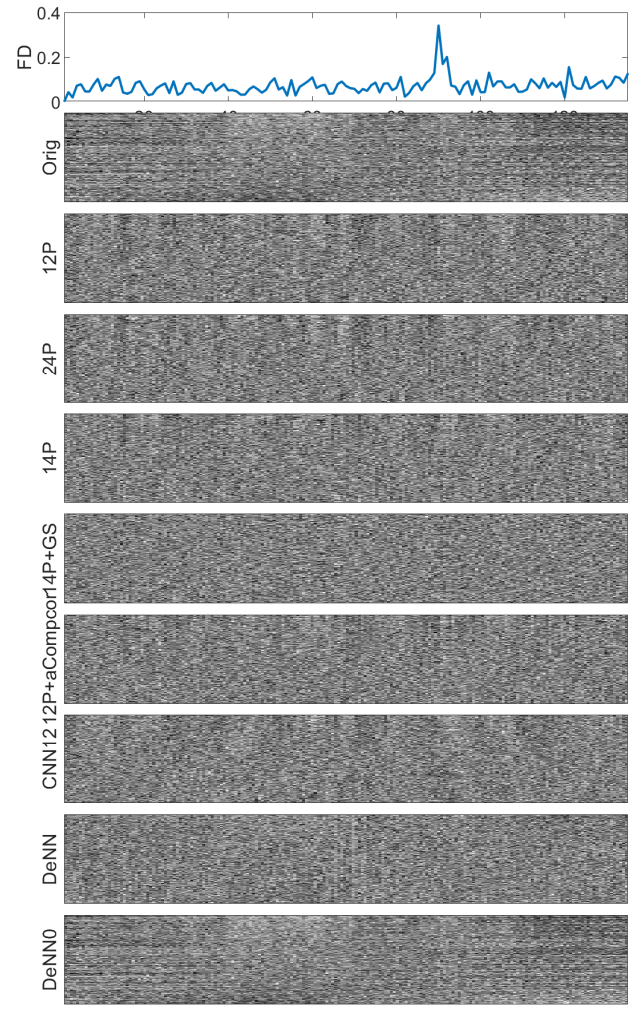 0.4
0.2
0
FD
Orig
12P
24P
14P
14P+GS
12P+aCompcor
CNN12
DeNN
DeNN0